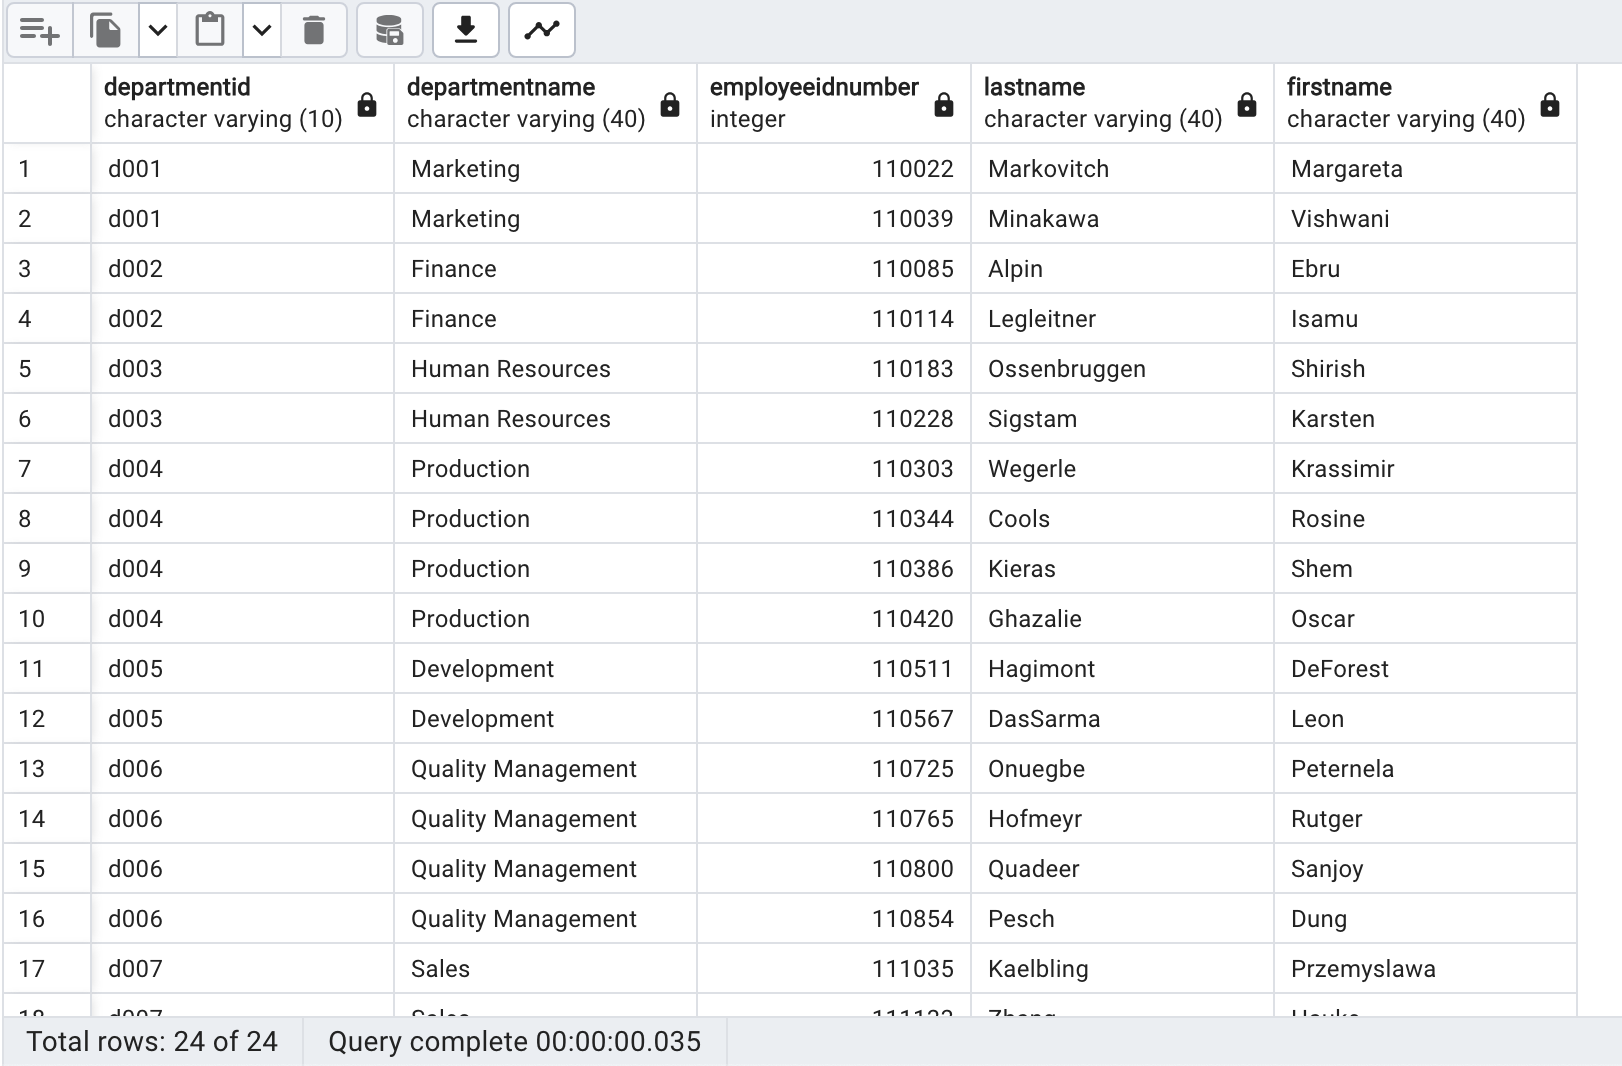 departmentid departmentname employeeidnumber lastname firstname
character varying (10) character varying (40) integer character varying (40) character varying (40)
1 d001 Marketing 110022 Markovitch Margareta
2 d001 Marketing 110039 Minakawa Vishwani
3 d002 Finance 110085 Alpin Ebru
4 d002 Finance 110114 Legleitner Isamu
5 d003 Human Resources 110183 Ossenbruggen Shirish
6 d003 Human Resources 110228 Sigstam Karsten
7 d004 Production 110303 Wegerle Krassimir
8 d004 Production 110344 Cools Rosine
9 d004 Production 110386 Kieras Shem
10 d004 Production 110420 Ghazalie Oscar
11 d005 Development 110511 Hagimont DeForest
12 d005 Development 110567 DasSarma Leon
13 d006 Quality Management 110725 Onuegbe Peternela
14 d006 Quality Management 110765 Hofmeyr Rutger
15 d006 Quality Management 110800 Quadeer Sanjoy
16 d006 Quality Management 110854 Pesch Dung
17 d007 Sales 111035 Kaelbling Przemyslawa
Total rows: 24 of 24 Query complete 00:00:00.035